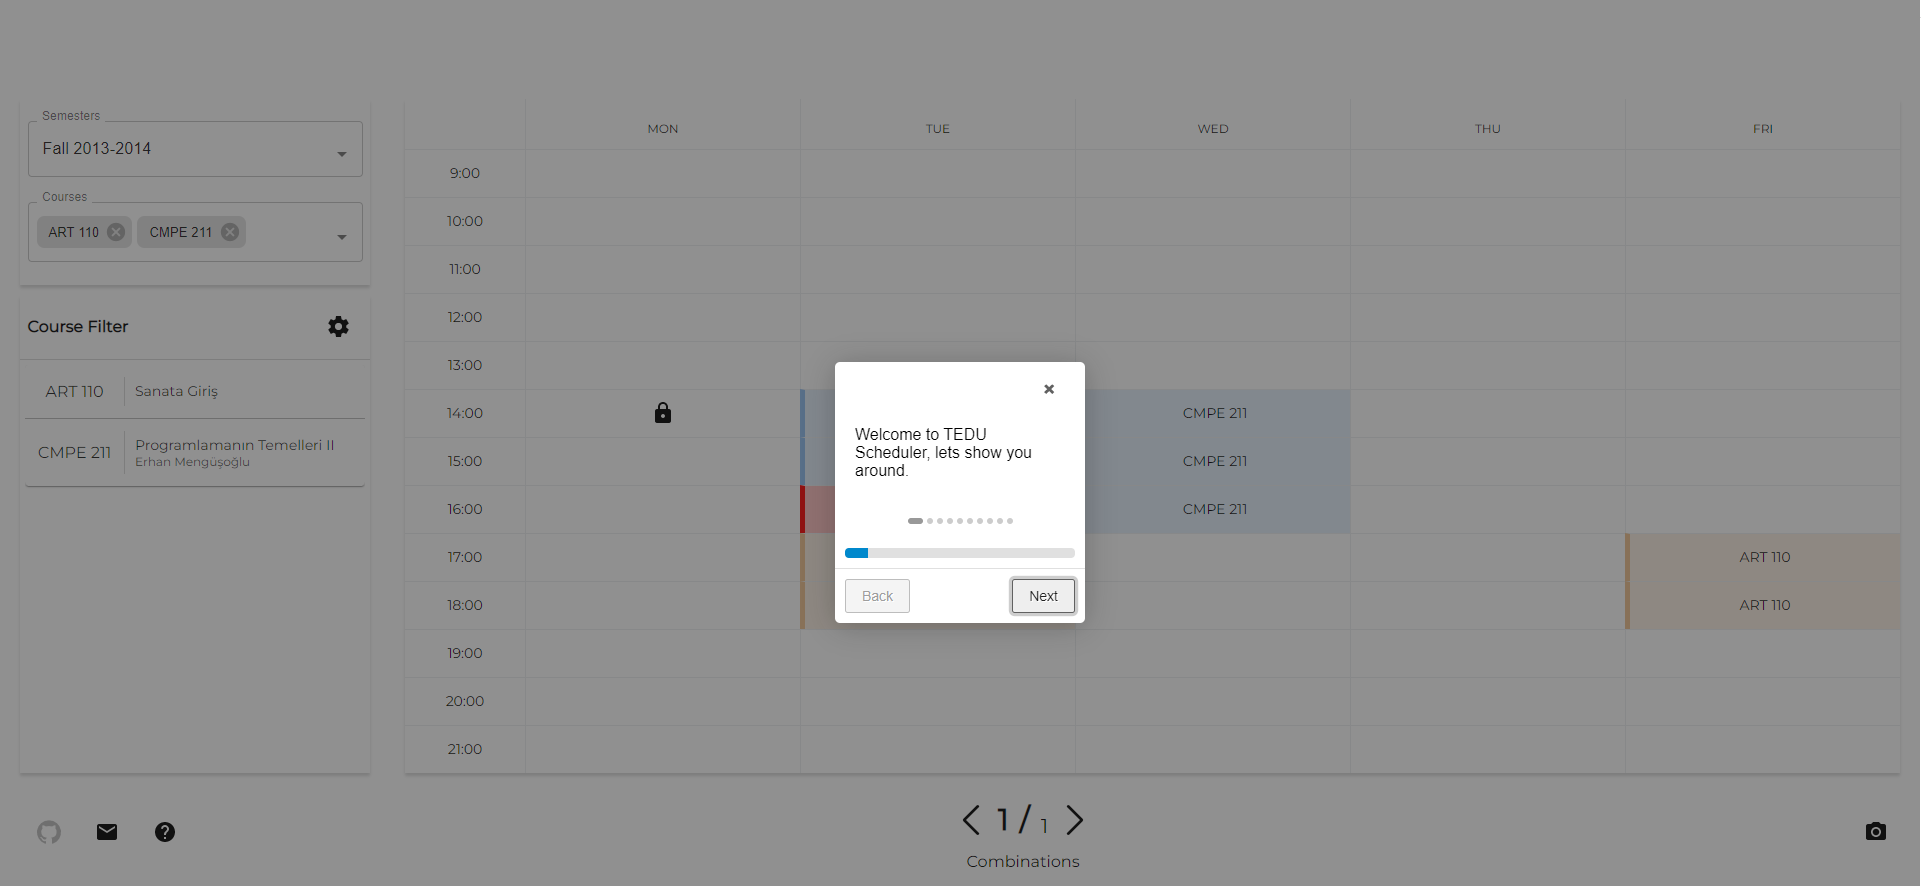 Semesters
Fall 2013-2014
Courses
ART 110
CMPE 211
Course Filter
ART 110
Sanata Giriş
CMPE 211
Programlamanın Temelleri II
Erhan Mengüşoğlu
MON TUE WED THU FRI
9:00
10:00
11:00
12:00
13:00
14:00 CMPE 211
15:00 CMPE 211
16:00 CMPE 211
17:00 ART 110
18:00 ART 110
19:00
20:00
21:00
Welcome to TEDU
Scheduler, lets show you
around.
Back
Next
1 / 1
Combinations